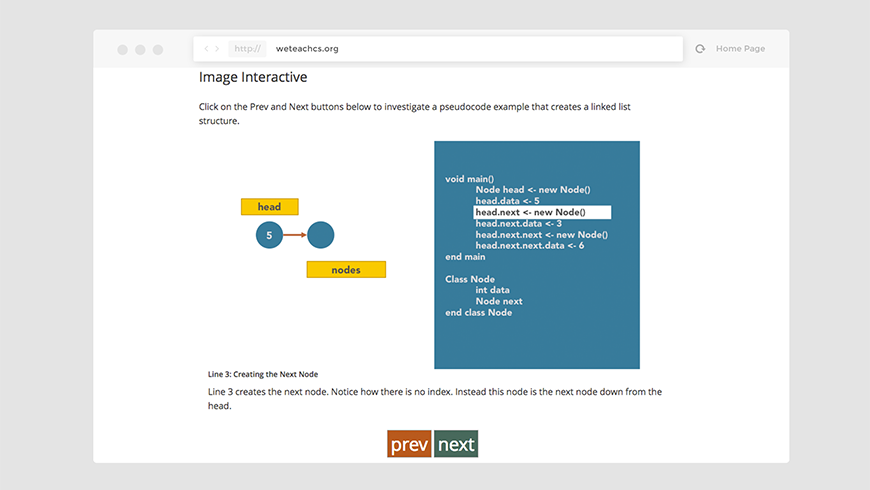 http:// weteachcs.org Home Page
Image Interactive
Click on the Prev and Next buttons below to investigate a pseudocode example that creates a linked list
structure.
head
5
nodes
void main()
Node head <- new Node()
head.data <- 5
head.next <- new Node()
head.next.data <- 3
head.next.next <- new Node()
head.next.next.data <- 6
end main
Class Node
int data
Node next
end class Node
Line 3: Creating the Next Node
Line 3 creates the next node. Notice how there is no index. Instead this node is the next node down from the
head.
prev next